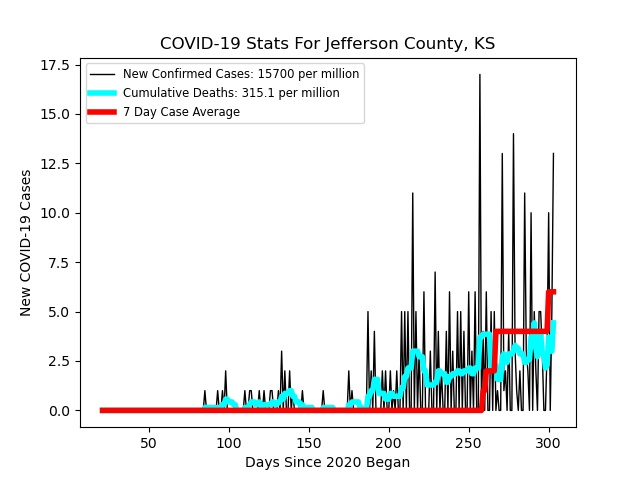 COVID-19 Stats For Jefferson County, KS
New Confirmed Cases: 15700 per million
Cumulative Deaths: 315.1 per million
7 Day Case Average
17.5
15.0
12.5
10.0
7.5
5.0
2.5
0.0
New COVID-19 Cases
50 100 150 200 250 300
Days Since 2020 Began